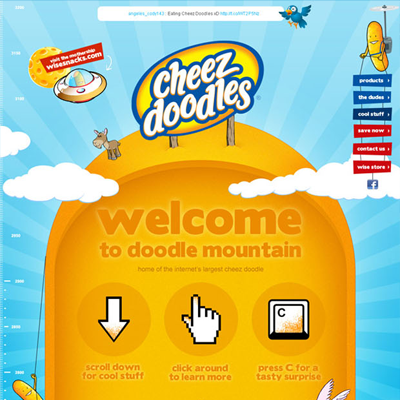 Eating Cheez Doodles xD
visit the mothership
wisesnacks.com
cheez
doodles
products
the dudes
cool stuff
save now
contact us
wise store
f
welcome
to doodle mountain
home of the internet's largest cheez doodle
C
scroll down
for cool stuff
click around
to learn more
press C for a
tasty surprise